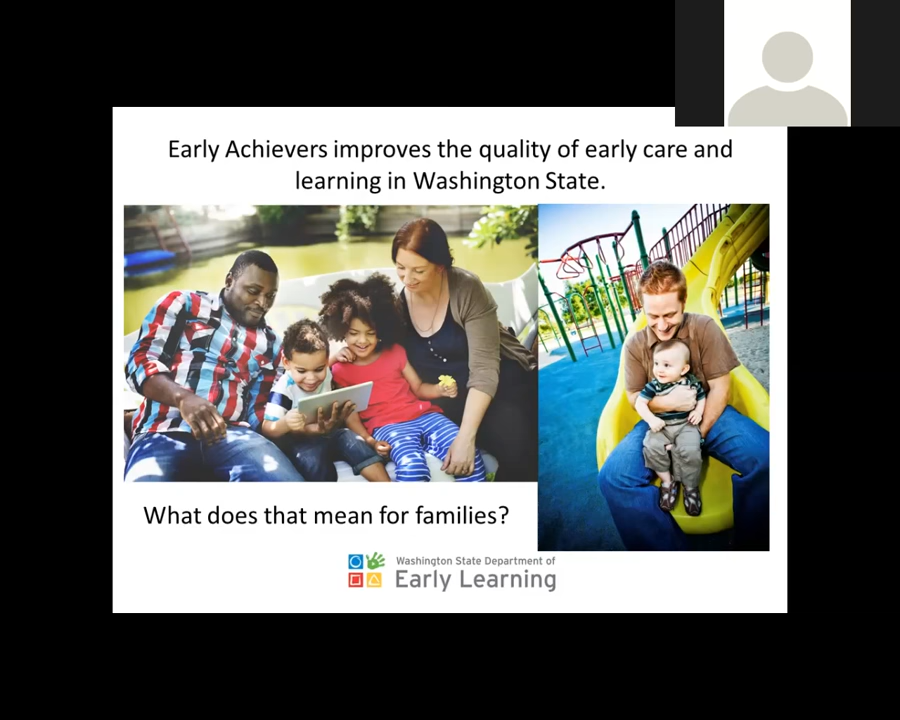 Early Achievers improves the quality of early care and
learning in Washington State.
What does that mean for families?
Washington State Department of
Early Learning